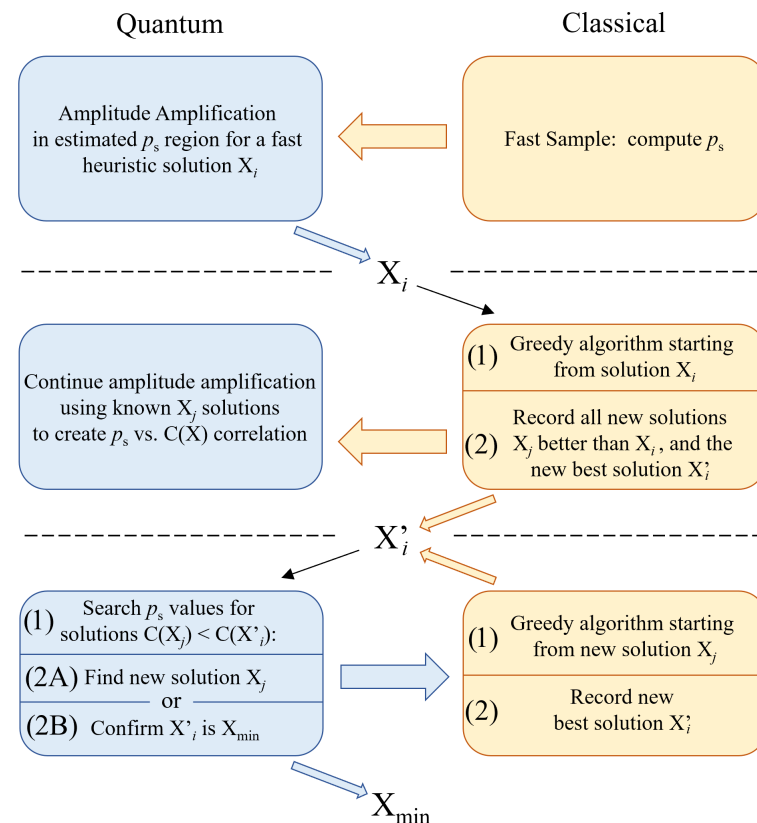 Quantum
Classical
Amplitude Amplification
in estimated pₛ region for a fast
heuristic solution Xᵢ
Fast Sample: compute pₛ
Xᵢ
Continue amplitude amplification
using known Xⱼ solutions
to create pₛ vs. C(X) correlation
(1) Greedy algorithm starting
from solution Xᵢ
(2) Record all new solutions
Xⱼ better than Xᵢ, and the
new best solution X'ᵢ
X'ᵢ
(1) Search pₛ values for
solutions C(Xⱼ) < C(X'ᵢ):
(2A) Find new solution Xⱼ
or
(2B) Confirm X'ᵢ is Xmin
(1) Greedy algorithm starting
from new solution Xⱼ
(2) Record new
best solution X'ᵢ
Xmin